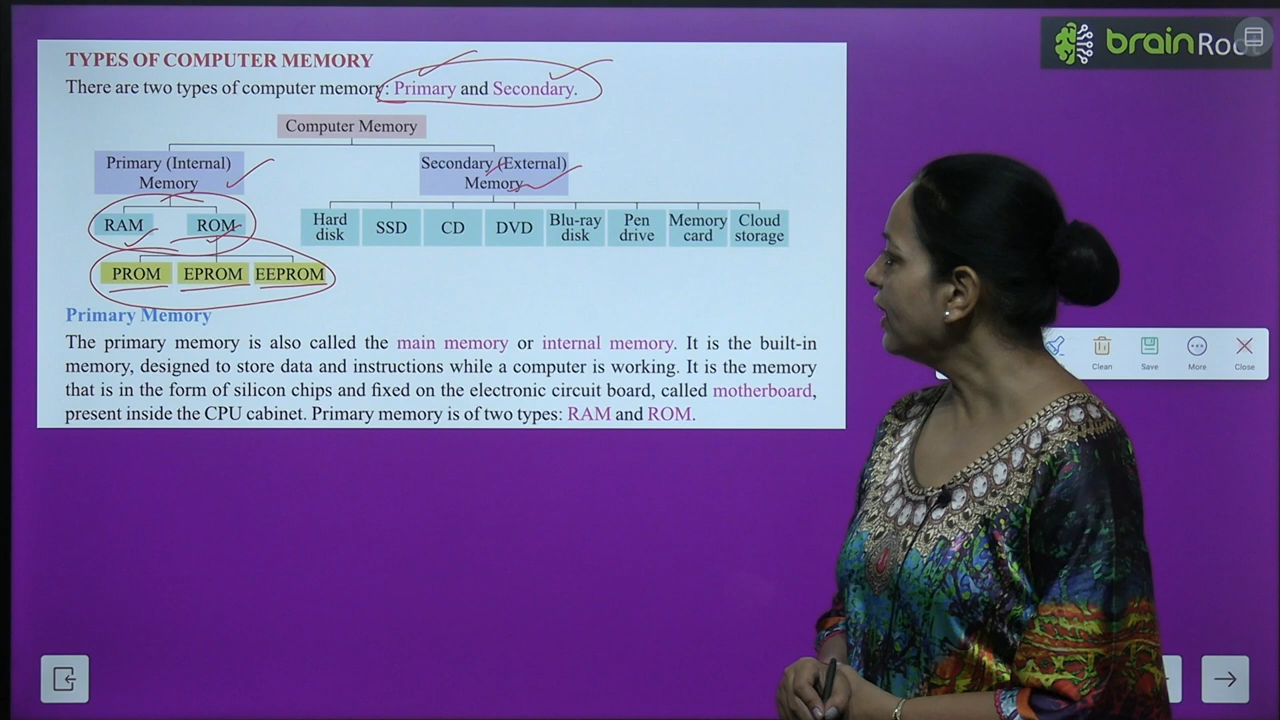 TYPES OF COMPUTER MEMORY
There are two types of computer memory: Primary and Secondary.
Computer Memory
Primary (Internal)
Memory
Secondary (External)
Memory
RAM
ROM
Hard
disk
SSD
CD
DVD
Blu-ray
disk
Pen
drive
Memory
card
Cloud
storage
PROM
EPROM
EEPROM
Primary Memory
The primary memory is also called the main memory or internal memory. It is the built-in
memory, designed to store data and instructions while a computer is working. It is the memory
that is in the form of silicon chips and fixed on the electronic circuit board, called motherboard,
present inside the CPU cabinet. Primary memory is of two types: RAM and ROM.
brainRoot
Clean
Save
More
Close